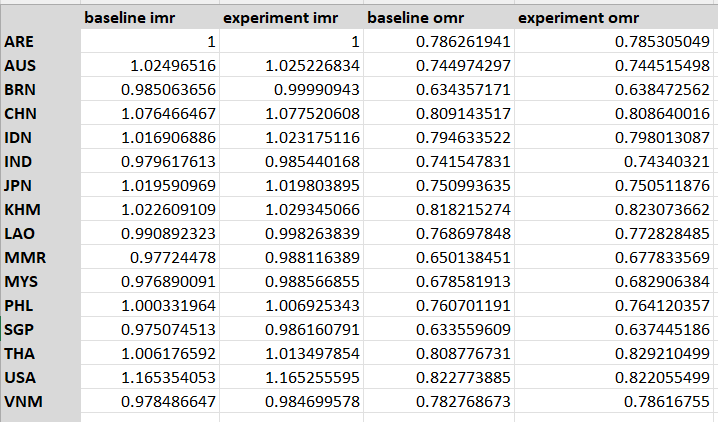 baseline imr experiment imr baseline omr experiment omr
ARE 1 1 0.786261941 0.785305049
AUS 1.02496516 1.025226834 0.744974297 0.744515498
BRN 0.985063656 0.99990943 0.634357171 0.638472562
CHN 1.076466467 1.077520608 0.809143517 0.808640016
IDN 1.016906886 1.023175116 0.794633522 0.798013087
IND 0.979617613 0.985440168 0.741547831 0.74340321
JPN 1.019590969 1.019803895 0.750993635 0.750511876
KHM 1.022609109 1.029345066 0.818215274 0.823073662
LAO 0.990892323 0.998263839 0.768697848 0.772828485
MMR 0.97724478 0.988116389 0.650138451 0.677833569
MYS 0.976890091 0.988566855 0.678581913 0.682906384
PHL 1.000331964 1.006925343 0.760701191 0.764120357
SGP 0.975074513 0.986160791 0.633559609 0.637445186
THA 1.006176592 1.013497854 0.808776731 0.829210499
USA 1.165354053 1.165255595 0.822773885 0.822055499
VNM 0.978486647 0.984699578 0.782768673 0.78616755